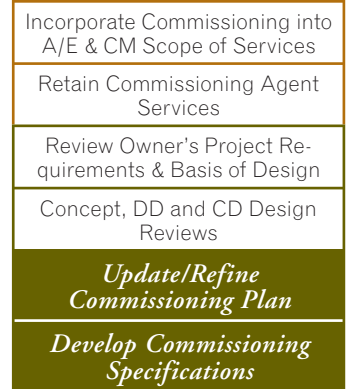 Incorporate Commissioning into
A/E & CM Scope of Services
Retain Commissioning Agent
Services
Review Owner's Project Re-
quirements & Basis of Design
Concept, DD and CD Design
Reviews
Update/Refine
Commissioning Plan
Develop Commissioning
Specifications